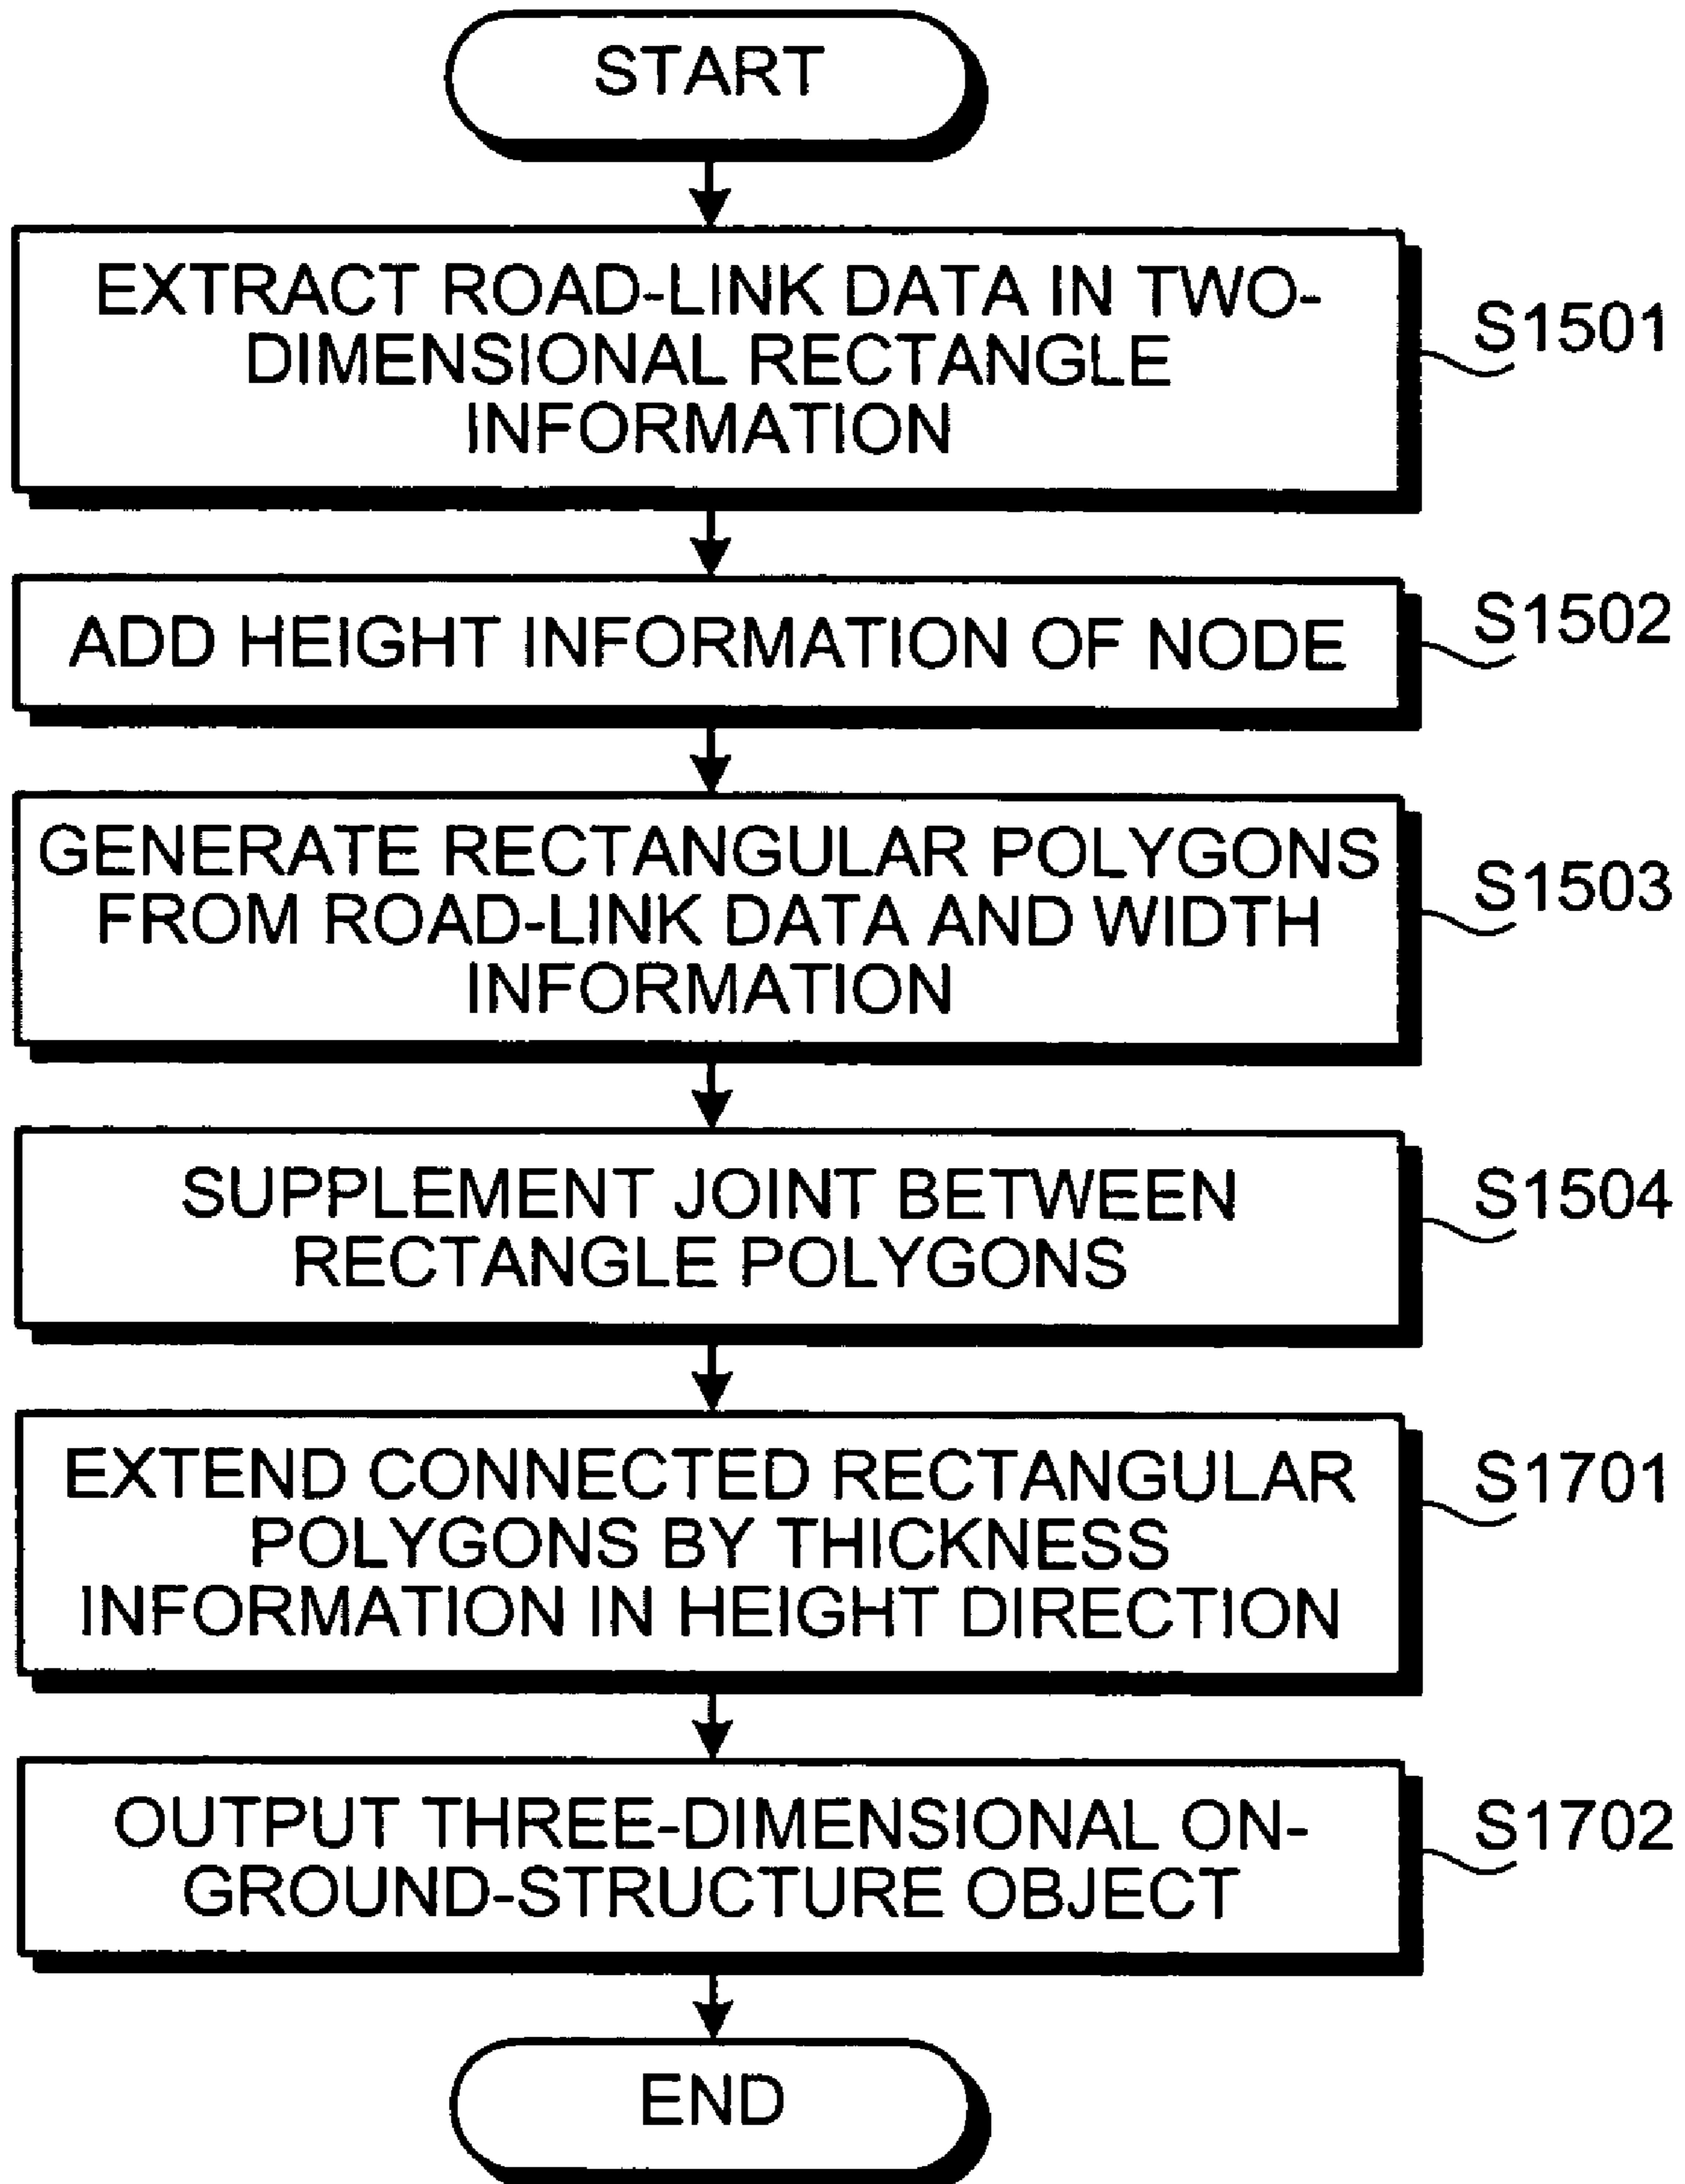 START
EXTRACT ROAD-LINK DATA IN TWO-
DIMENSIONAL RECTANGLE
INFORMATION
S1501
ADD HEIGHT INFORMATION OF NODE
S1502
GENERATE RECTANGULAR POLYGONS
FROM ROAD-LINK DATA AND WIDTH
INFORMATION
S1503
SUPPLEMENT JOINT BETWEEN
RECTANGLE POLYGONS
S1504
EXTEND CONNECTED RECTANGULAR
POLYGONS BY THICKNESS
INFORMATION IN HEIGHT DIRECTION
S1701
OUTPUT THREE-DIMENSIONAL ON-
GROUND-STRUCTURE OBJECT
S1702
END